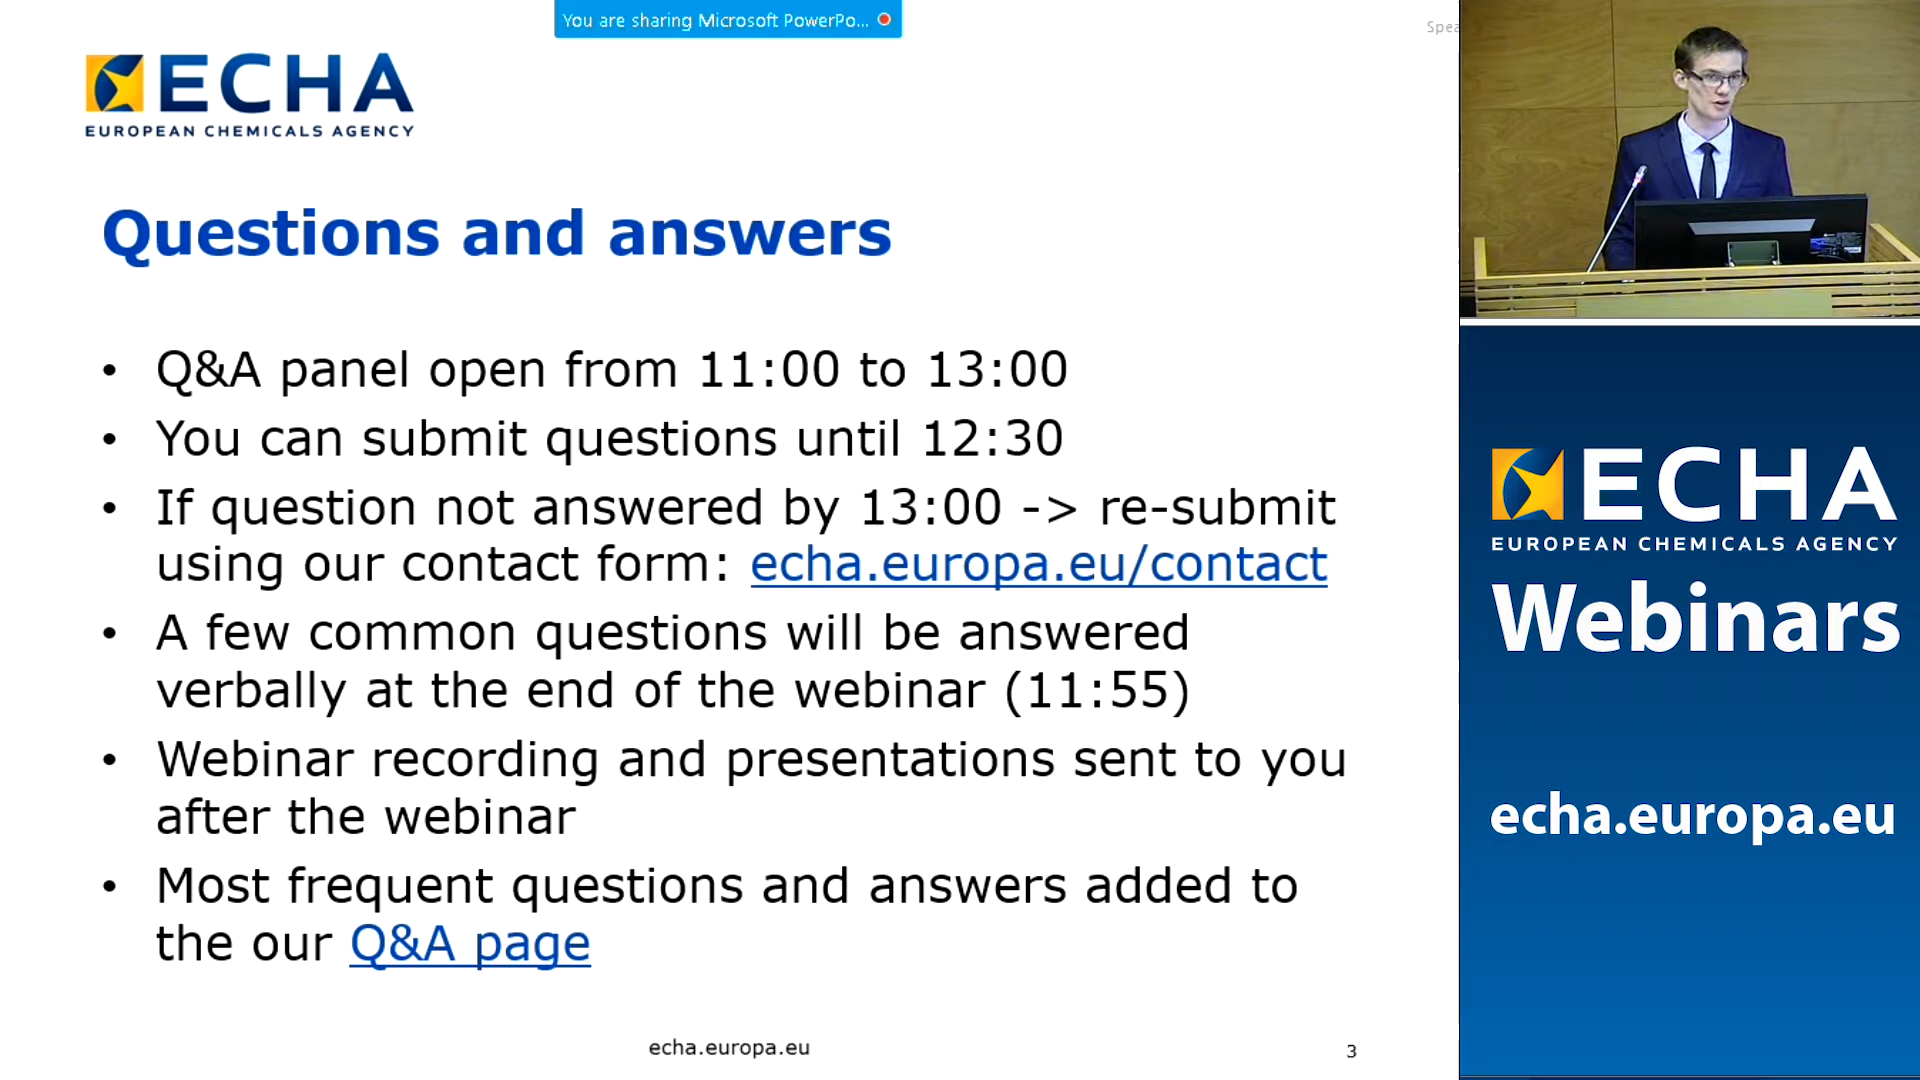 You are sharing Microsoft PowerPo...
ECHA
EUROPEAN CHEMICALS AGENCY
Questions and answers
• Q&A panel open from 11:00 to 13:00
• You can submit questions until 12:30
• If question not answered by 13:00 -> re-submit
using our contact form: echa.europa.eu/contact
• A few common questions will be answered
verbally at the end of the webinar (11:55)
• Webinar recording and presentations sent to you
after the webinar
• Most frequent questions and answers added to
the our Q&A page
echa.europa.eu
3
ECHA
EUROPEAN CHEMICALS AGENCY
Webinars
echa.europa.eu